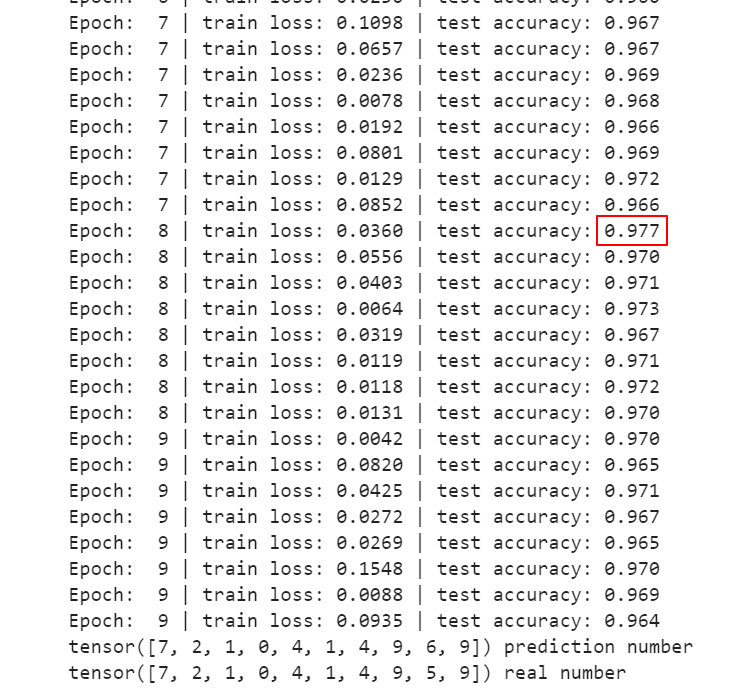 Epoch:  7 | train loss: 0.1098 | test accuracy: 0.967
Epoch:  7 | train loss: 0.0657 | test accuracy: 0.967
Epoch:  7 | train loss: 0.0236 | test accuracy: 0.969
Epoch:  7 | train loss: 0.0078 | test accuracy: 0.968
Epoch:  7 | train loss: 0.0192 | test accuracy: 0.966
Epoch:  7 | train loss: 0.0801 | test accuracy: 0.969
Epoch:  7 | train loss: 0.0129 | test accuracy: 0.972
Epoch:  7 | train loss: 0.0852 | test accuracy: 0.966
Epoch:  8 | train loss: 0.0360 | test accuracy: 0.977
Epoch:  8 | train loss: 0.0556 | test accuracy: 0.970
Epoch:  8 | train loss: 0.0403 | test accuracy: 0.971
Epoch:  8 | train loss: 0.0064 | test accuracy: 0.973
Epoch:  8 | train loss: 0.0319 | test accuracy: 0.967
Epoch:  8 | train loss: 0.0119 | test accuracy: 0.971
Epoch:  8 | train loss: 0.0118 | test accuracy: 0.972
Epoch:  8 | train loss: 0.0131 | test accuracy: 0.970
Epoch:  9 | train loss: 0.0042 | test accuracy: 0.970
Epoch:  9 | train loss: 0.0820 | test accuracy: 0.965
Epoch:  9 | train loss: 0.0425 | test accuracy: 0.971
Epoch:  9 | train loss: 0.0272 | test accuracy: 0.967
Epoch:  9 | train loss: 0.0269 | test accuracy: 0.965
Epoch:  9 | train loss: 0.1548 | test accuracy: 0.970
Epoch:  9 | train loss: 0.0088 | test accuracy: 0.969
Epoch:  9 | train loss: 0.0935 | test accuracy: 0.964
tensor([7, 2, 1, 0, 4, 1, 4, 9, 6, 9]) prediction number
tensor([7, 2, 1, 0, 4, 1, 4, 9, 5, 9]) real number